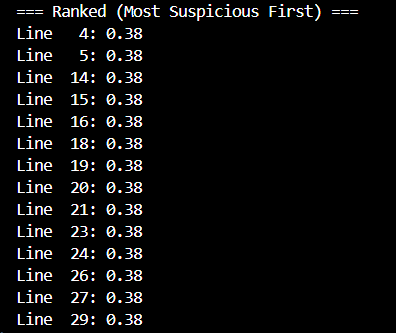 === Ranked (Most Suspicious First) ===
Line   4: 0.38
Line   5: 0.38
Line  14: 0.38
Line  15: 0.38
Line  16: 0.38
Line  18: 0.38
Line  19: 0.38
Line  20: 0.38
Line  21: 0.38
Line  23: 0.38
Line  24: 0.38
Line  26: 0.38
Line  27: 0.38
Line  29: 0.38